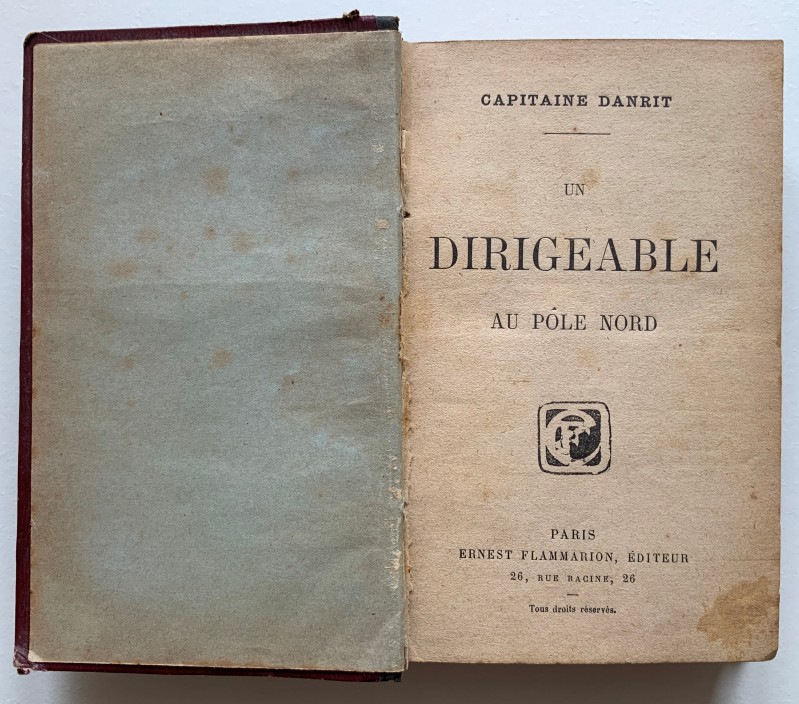 CAPITAINE DANRIT
UN
DIRIGEABLE
AU PÔLE NORD
PARIS
ERNEST FLAMMARION, ÉDITEUR
26, RUE RACINE, 26
Tous droits réservés.